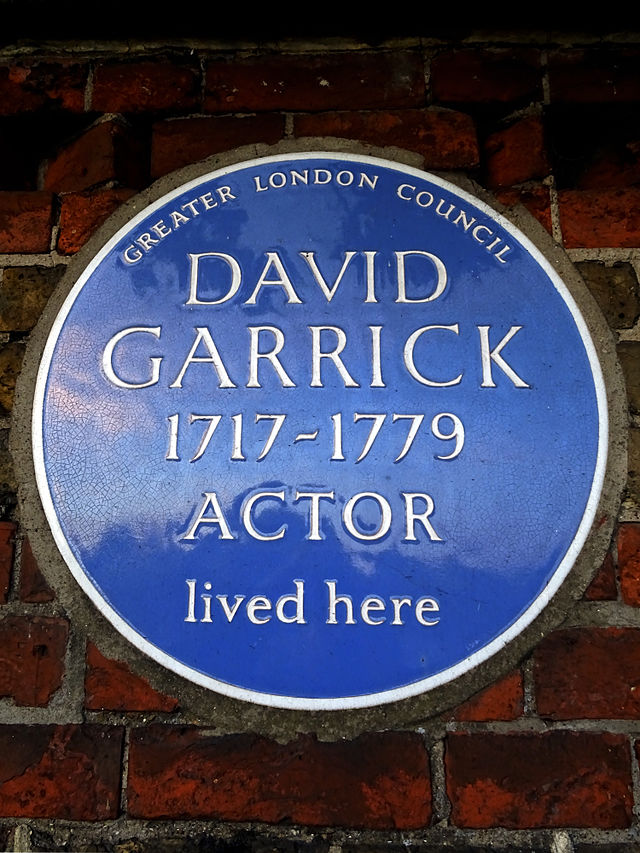 GREATER LONDON COUNCIL
DAVID
GARRICK
1717-1779
ACTOR
lived here